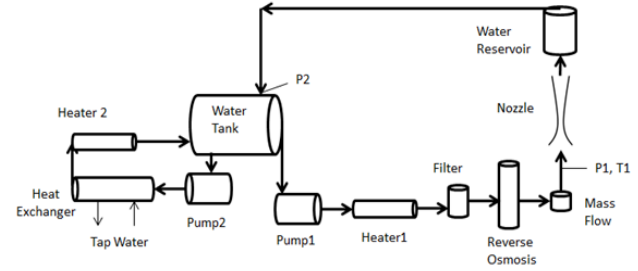 Water
Reservoir
P2
Heater 2
Water
Tank
Nozzle
Filter
P1, T1
Heat
Exchanger
Mass
Flow
Pump2
Tap Water
Pump1
Heater1
Reverse
Osmosis